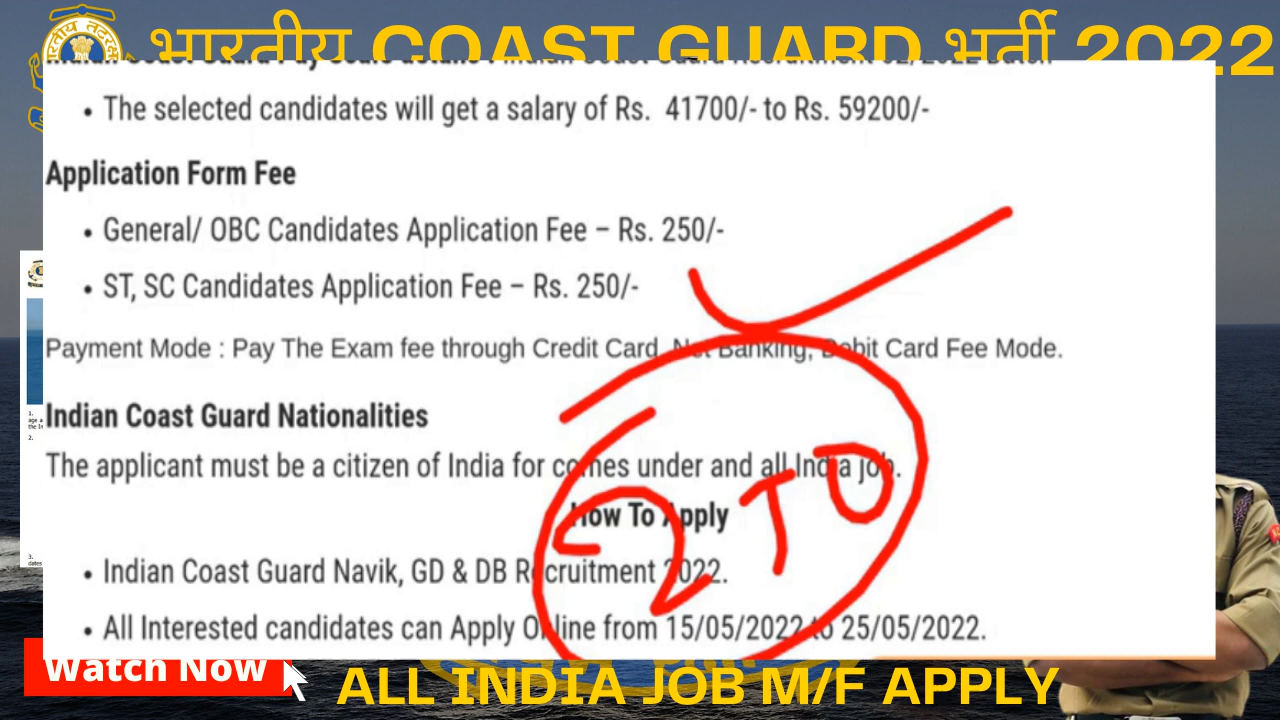 भारतीय COAST GUARD भर्ती 2022
• The selected candidates will get a salary of Rs. 41700/- to Rs. 59200/-
Application Form Fee
• General/ OBC Candidates Application Fee – Rs. 250/-
• ST, SC Candidates Application Fee – Rs. 250/-
Payment Mode : Pay The Exam fee through Credit Card, Net Banking, Debit Card Fee Mode.
Indian Coast Guard Nationalities
The applicant must be a citizen of India for comes under and all India job.
How To Apply
2 TO
• Indian Coast Guard Navik, GD & DB Recruitment 2022.
• All Interested candidates can Apply Online from 15/05/2022 to 25/05/2022.
Watch Now
ALL INDIA JOB M/F APPLY